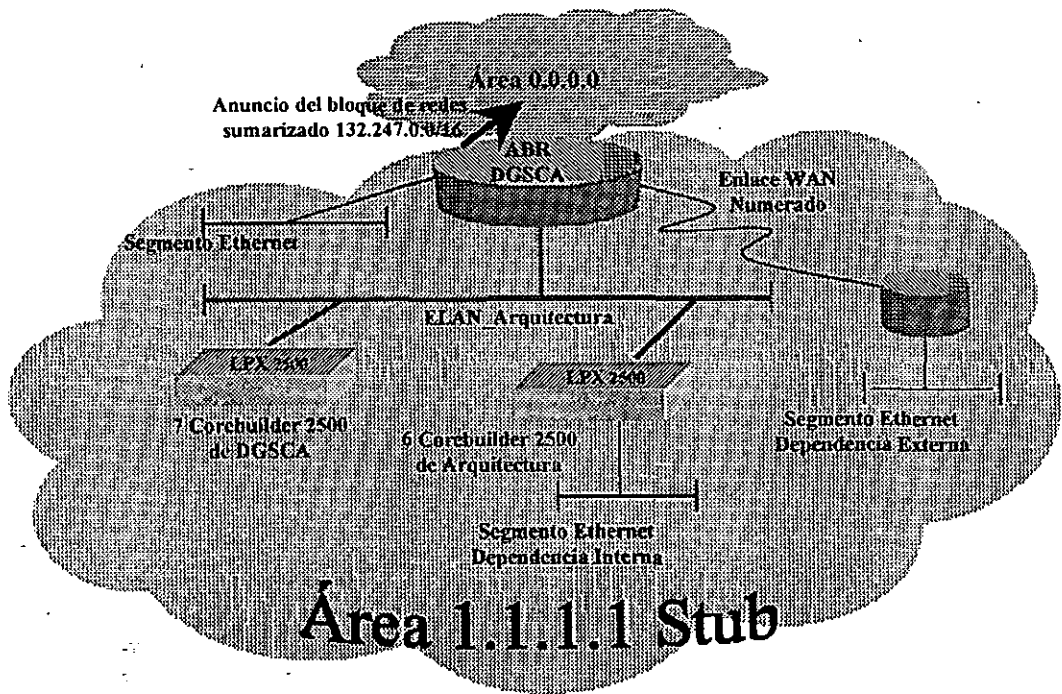 Área 0.0.0.0
Anuncio del bloque de redes
sumarizado 132.247.0.0/16
ABR
DGSCA
Enlace WAN
Numerado
Segmento Ethernet
ELAN_Arquitectura
LPX 2500
LPX 2500
7 Corebuilder 2500
de DGSCA
6 Corebuilder 2500
de Arquitectura
Segmento Ethernet
Dependencia Externa
Segmento Ethernet
Dependencia Interna
Área 1.1.1.1 Stub